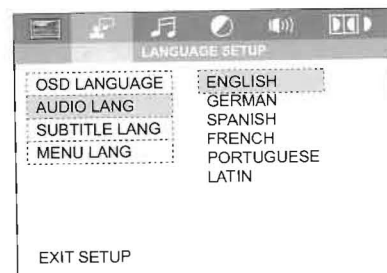 LANGUAGE SETUP
OSD LANGUAGE
AUDIO LANG
SUBTITLE LANG
MENU LANG
ENGLISH
GERMAN
SPANISH
FRENCH
PORTUGUESE
LATIN
EXIT SETUP